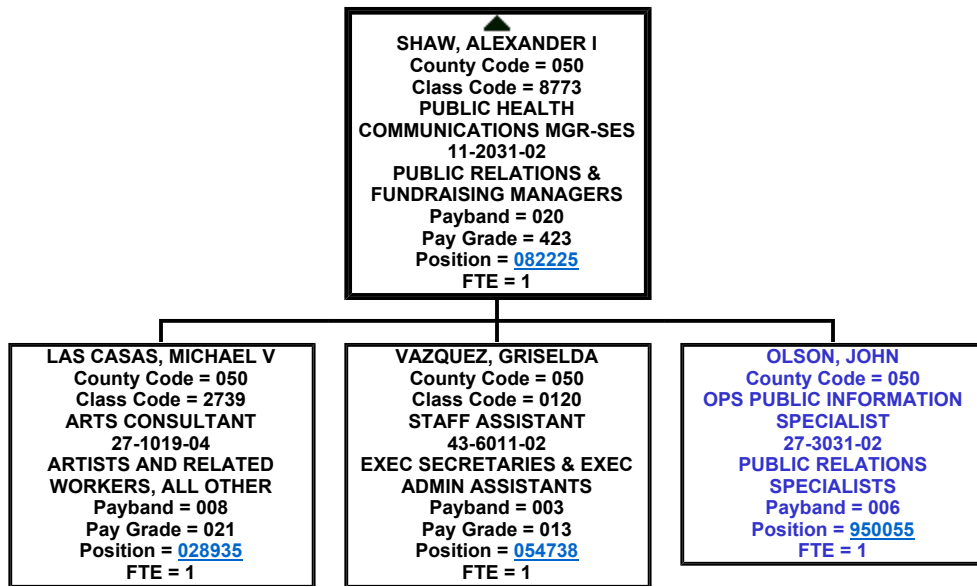 SHAW, ALEXANDER I
County Code = 050
Class Code = 8773
PUBLIC HEALTH
COMMUNICATIONS MGR-SES
11-2031-02
PUBLIC RELATIONS &
FUNDRAISING MANAGERS
Payband = 020
Pay Grade = 423
Position = 082225
FTE = 1
LAS CASAS, MICHAEL V
County Code = 050
Class Code = 2739
ARTS CONSULTANT
27-1019-04
ARTISTS AND RELATED
WORKERS, ALL OTHER
Payband = 008
Pay Grade = 021
Position = 028935
FTE = 1
VAZQUEZ, GRISELDA
County Code = 050
Class Code = 0120
STAFF ASSISTANT
43-6011-02
EXEC SECRETARIES & EXEC
ADMIN ASSISTANTS
Payband = 003
Pay Grade = 013
Position = 054738
FTE = 1
OLSON, JOHN
County Code = 050
OPS PUBLIC INFORMATION
SPECIALIST
27-3031-02
PUBLIC RELATIONS
SPECIALISTS
Payband = 006
Position = 950055
FTE = 1